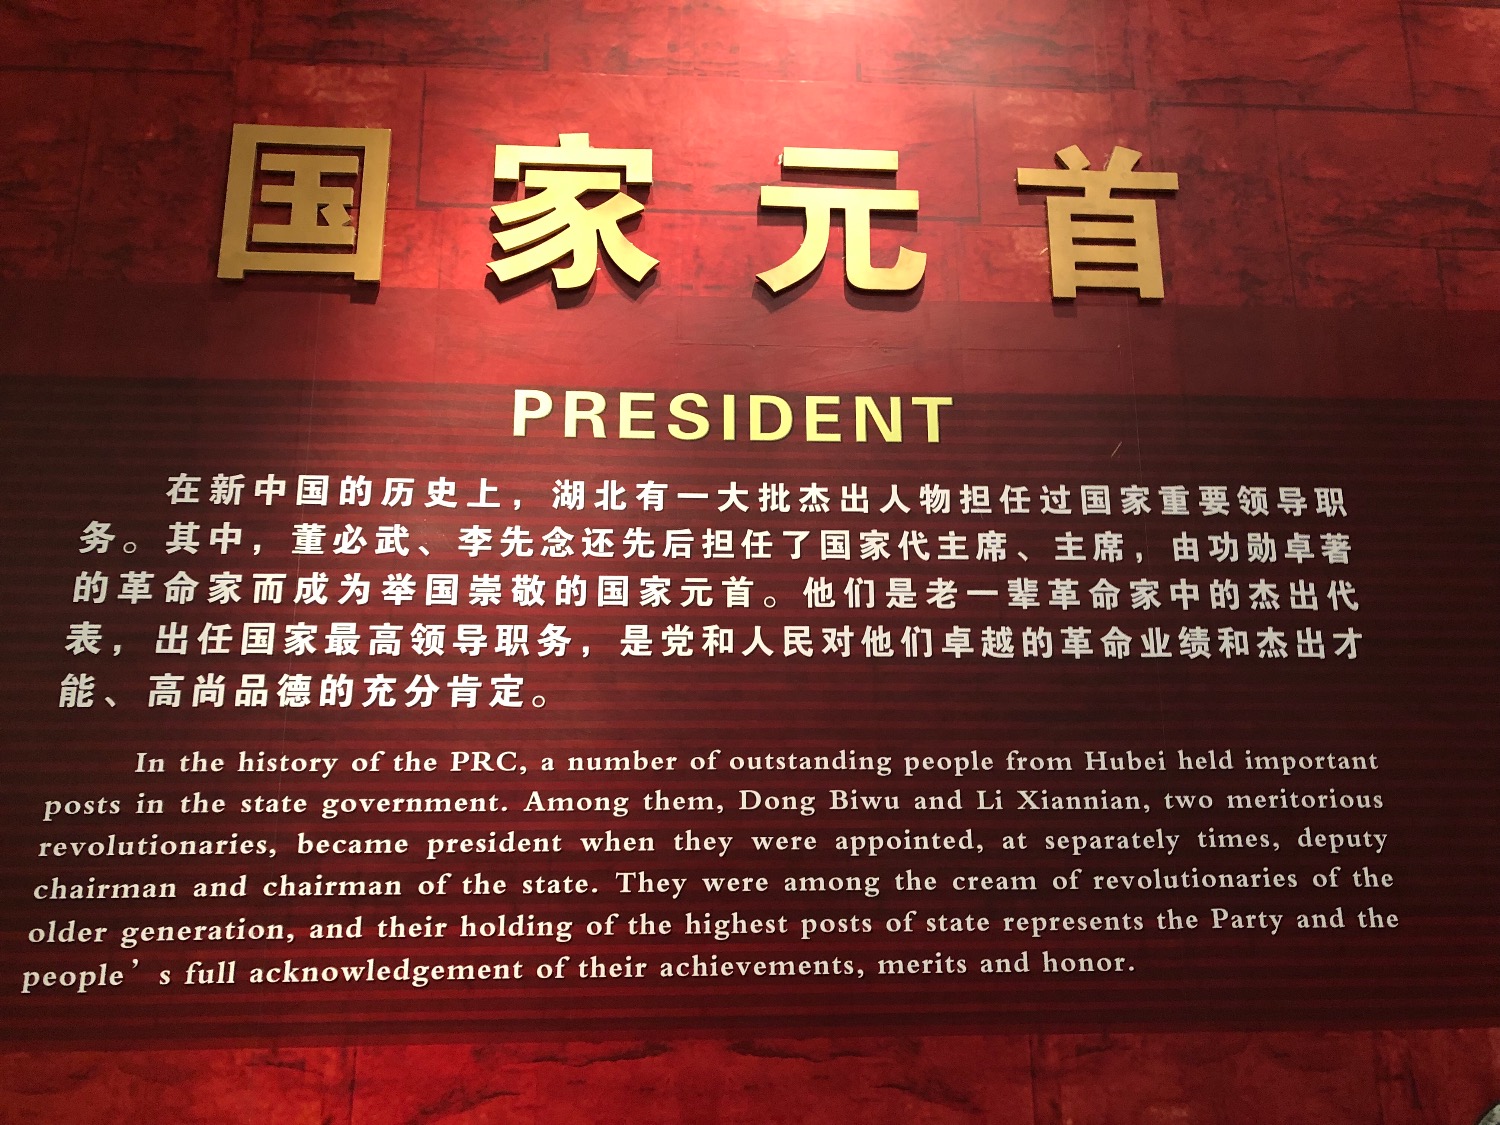 国家元首
PRESIDENT
在新中国的历史上，湖北有一大批杰出人物担任过国家重要领导职
务。其中，董必武、李先念还先后担任了国家代主席、主席，由功勋卓著
的革命家而成为举国崇敬的国家元首。他们是老一辈革命家中的杰出代
表，出任国家最高领导职务，是党和人民对他们卓越的革命业绩和杰出才
能、高尚品德的充分肯定。
In the history of the PRC, a number of outstanding people from Hubei held important
posts in the state government. Among them, Dong Biwu and Li Xiannian, two meritorious
revolutionaries, became president when they were appointed, at separately times, deputy
chairman and chairman of the state. They were among the cream of revolutionaries of the
older generation, and their holding of the highest posts of state represents the Party and the
people’s full acknowledgement of their achievements, merits and honor.